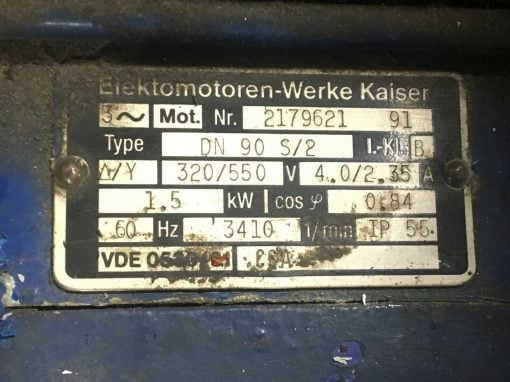 Elektomotoren-Werke Kaiser
3~ Mot. Nr. 2179621 91
Type DN 90 S/2 I.-Kl. B
Δ/Y 320/550 V 4.0/2.35 A
1.5 kW cos φ 0.84
60 Hz 3410 1/min IP 55
VDE CSA